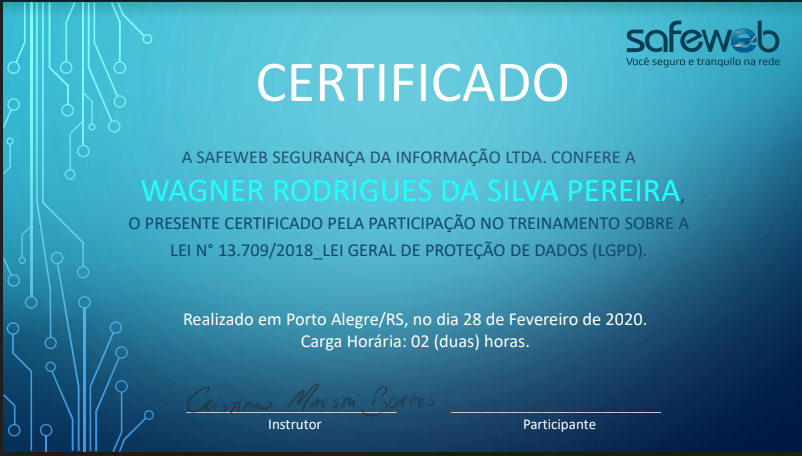 safeweb
Você seguro e tranquilo na rede
CERTIFICADO
A SAFEWEB SEGURANÇA DA INFORMAÇÃO LTDA. CONFERE A
WAGNER RODRIGUES DA SILVA PEREIRA,
O PRESENTE CERTIFICADO PELA PARTICIPAÇÃO NO TREINAMENTO SOBRE A
LEI N° 13.709/2018_LEI GERAL DE PROTEÇÃO DE DADOS (LGPD).
Realizado em Porto Alegre/RS, no dia 28 de Fevereiro de 2020.
Carga Horária: 02 (duas) horas.
Cristiano
Instrutor
Participante